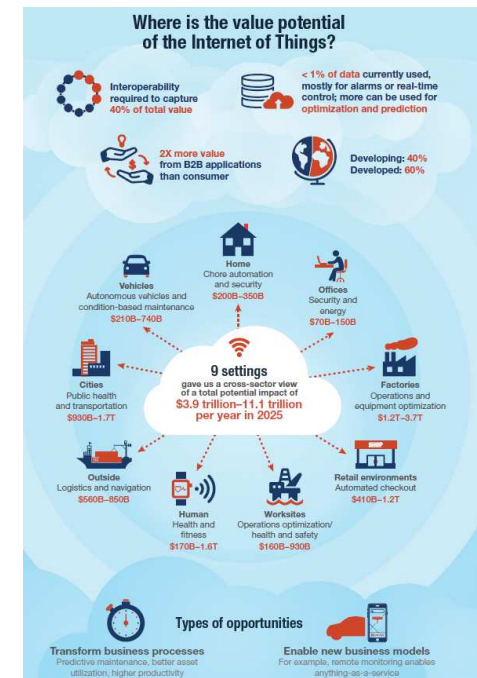 Where is the value potential
of the Internet of Things?
Interoperability
required to capture
40% of total value
< 1% of data currently used,
mostly for alarms or real-time
control; more can be used for
optimization and prediction
2X more value
from B2B applications
than consumer
Developing: 40%
Developed: 60%
Home
Chore automation
and security
$200B–350B
Vehicles
Autonomous vehicles and
condition-based maintenance
$210B–740B
Offices
Security and
energy
$70B–150B
9 settings
gave us a cross-sector view
of a total potential impact of
$3.9 trillion–11.1 trillion
per year in 2025
Cities
Public health
and transportation
$930B–1.7T
Factories
Operations and
equipment optimization
$1.2T–3.7T
SHOP
Outside
Logistics and navigation
$560B–850B
Retail environments
Automated checkout
$410B–1.2T
Human
Health and
fitness
$170B–1.6T
Worksites
Operations optimization/
health and safety
$160B–930B
Types of opportunities
Transform business processes
Predictive maintenance, better asset
utilization, higher productivity
Enable new business models
For example, remote monitoring enables
anything-as-a-service